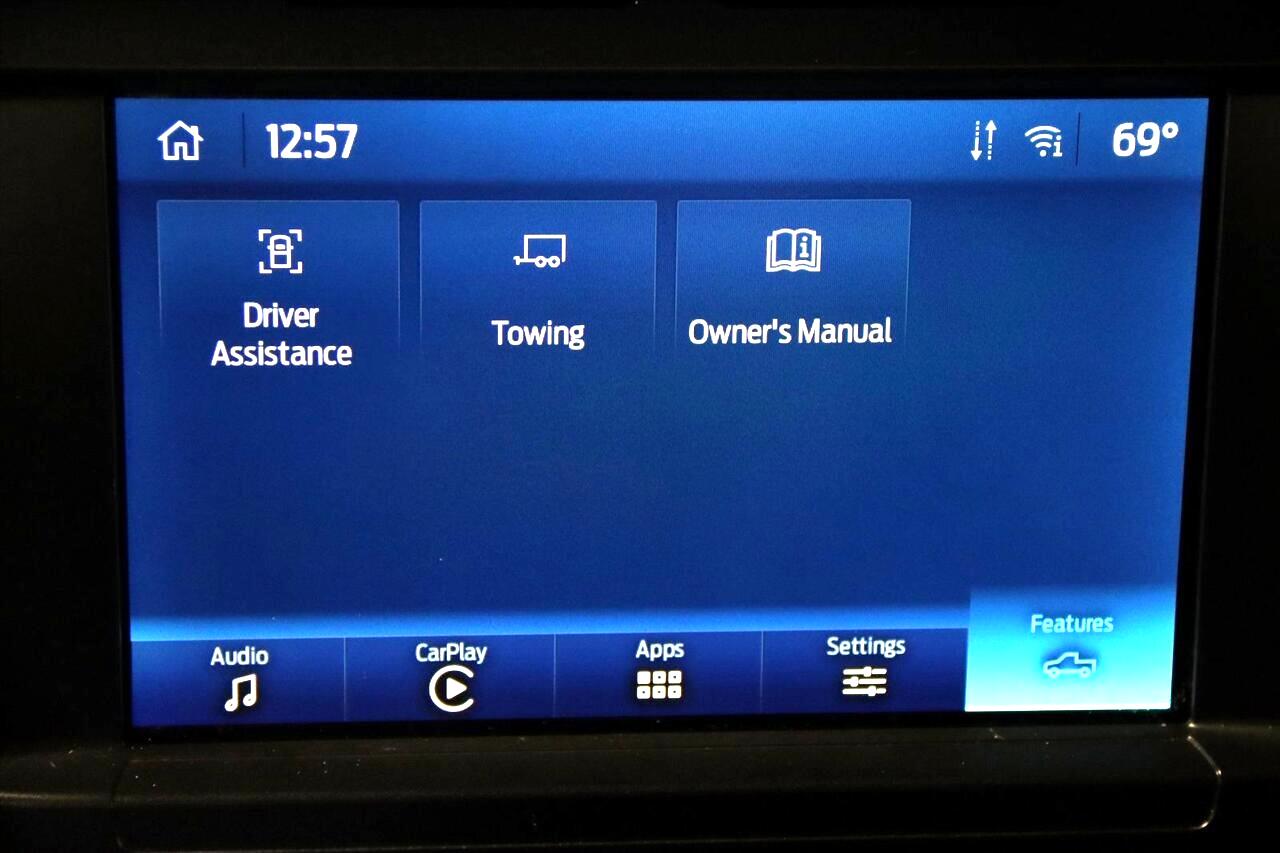 12:57
69°
Driver
Assistance
Towing
Owner's Manual
Audio
CarPlay
Apps
Settings
Features